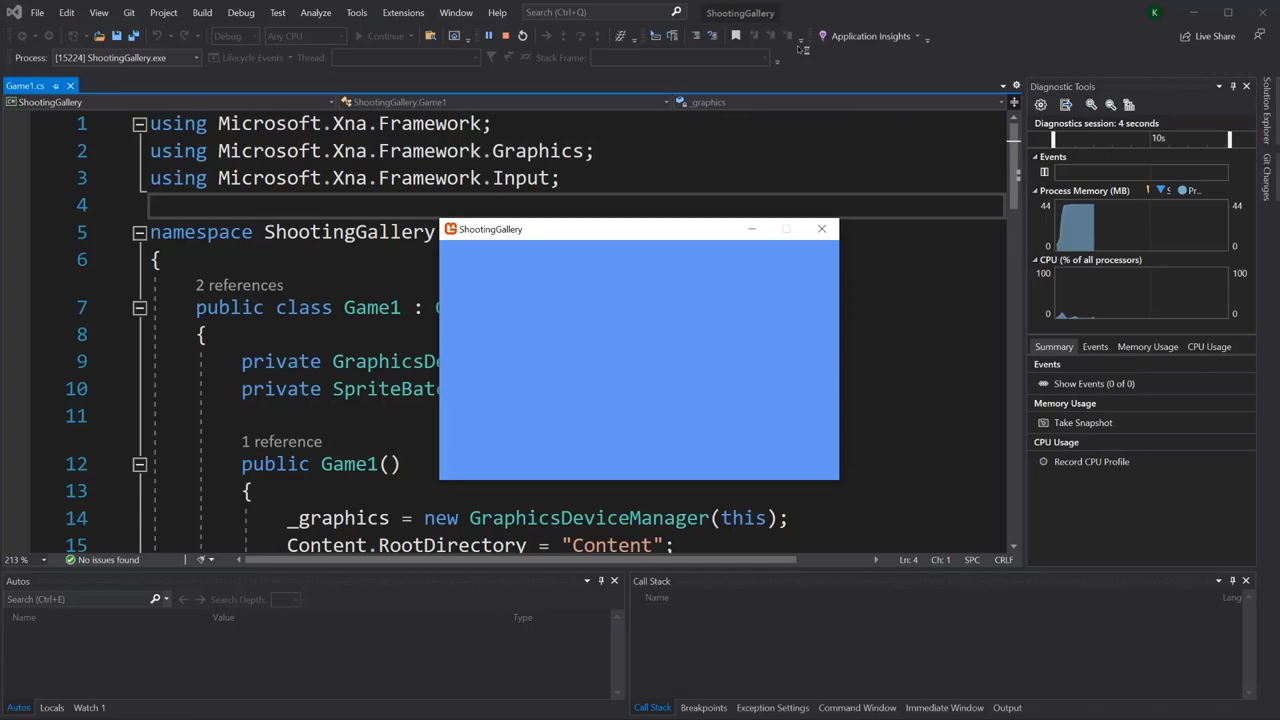 File Edit View Git Project Build Debug Test Analyze Tools Extensions Window Help Search (Ctrl+Q) ShootingGallery K
Debug Any CPU Continue Application Insights Live Share
Process: [15224] ShootingGallery.exe Lifecycle Events Thread: Stack Frame:
Game1.cs
ShootingGallery ShootingGallery.Game1 _graphics
1 using Microsoft.Xna.Framework;
2 using Microsoft.Xna.Framework.Graphics;
3 using Microsoft.Xna.Framework.Input;
4
5 namespace ShootingGallery
6 {
2 references
7 public class Game1 :
8 {
9 private GraphicsDe
10 private SpriteBat
11
1 reference
12 public Game1()
13 {
14 _graphics = new GraphicsDeviceManager(this);
15 Content.RootDirectory = "Content";
ShootingGallery
213 % No issues found Ln: 4 Ch: 1 SPC CRLF
Diagnostic Tools
Diagnostics session: 4 seconds
10s
Events
Process Memory (MB) S Pr...
44 44
0 0
CPU (% of all processors)
100 100
0 0
Summary Events Memory Usage CPU Usage
Events
Show Events (0 of 0)
Memory Usage
Take Snapshot
CPU Usage
Record CPU Profile
Solution Explorer
Git Changes
Autos
Search (Ctrl+E) Search Depth:
Name Value Type
Autos Locals Watch 1
Call Stack
Name Lang
Call Stack Breakpoints Exception Settings Command Window Immediate Window Output